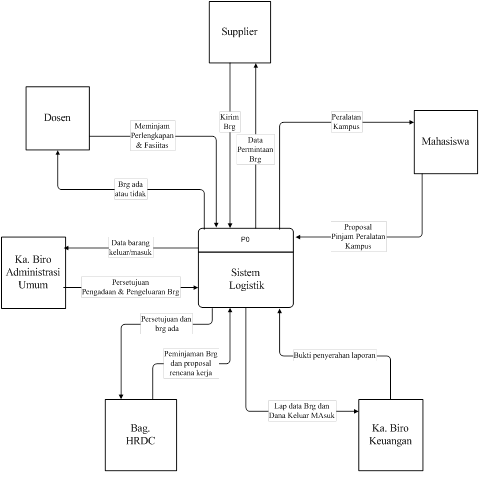 Supplier
Dosen
Meminjam
Perlengkapan
& Fasiitas
Kirim
Brg
Data
Permintaan
Brg
Peralatan
Kampus
Mahasiswa
Brg ada
atau tidak
Proposal
Pinjam Peralatan
Kampus
P0
Sistem
Logistik
Ka. Biro
Administrasi
Umum
Data barang
keluar/masuk
Persetujuan
Pengadaan & Pengeluaran Brg
Persetujuan dan
brg ada
Peminjaman Brg
dan proposal
rencana kerja
Bukti penyerahan laporan
Bag.
HRDC
Lap data Brg dan
Dana Keluar MAsuk
Ka. Biro
Keuangan